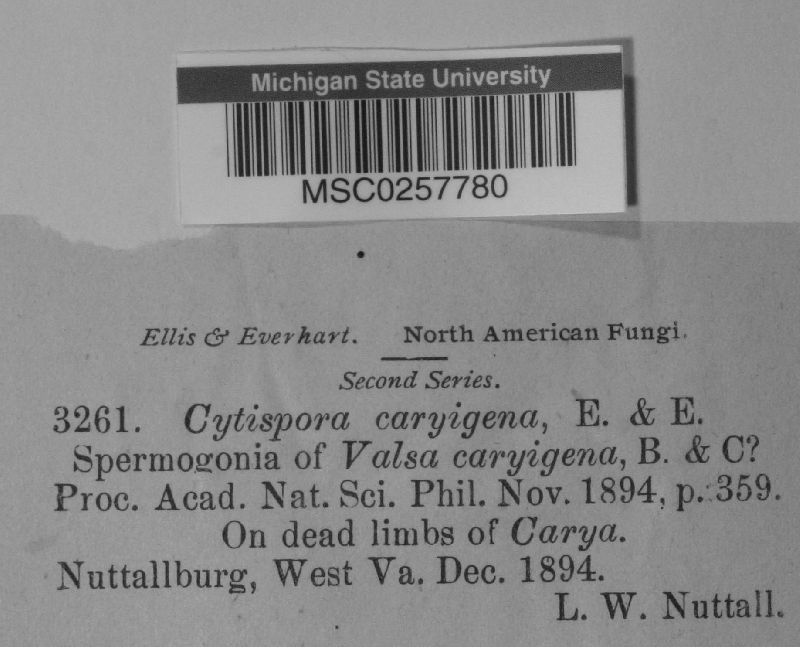 Michigan State University
MSC0257780
Ellis & Everhart. North American Fungi.
Second Series.
3261. Cytispora caryigena, E. & E.
Spermogonia of Valsa caryigena, B. & C?
Proc. Acad. Nat. Sci. Phil. Nov. 1894, p. 359.
On dead limbs of Carya.
Nuttallburg, West Va. Dec. 1894.
L. W. Nuttall.